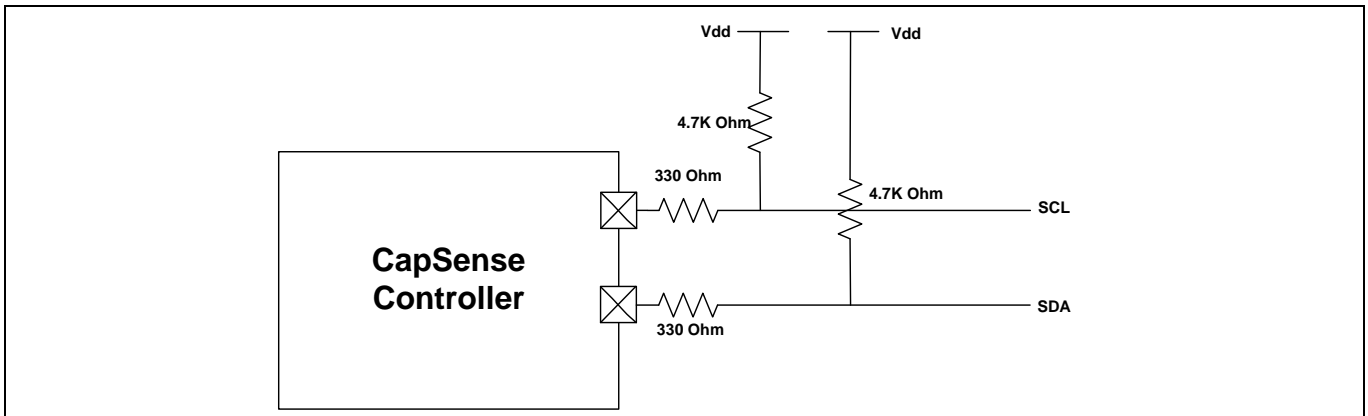 Vdd
Vdd
4.7K Ohm
330 Ohm
4.7K Ohm
SCL
CapSense
Controller
SDA
330 Ohm